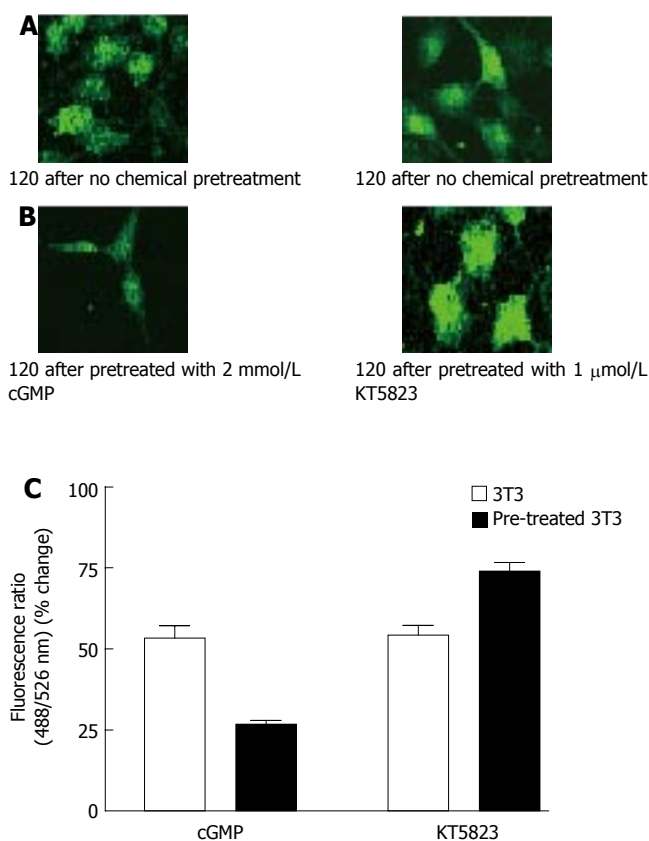 A
120 after no chemical pretreatment
120 after no chemical pretreatment
B
120 after pretreated with 2 mmol/L
cGMP
120 after pretreated with 1 μmol/L
KT5823
C
Fluorescence ratio
(488/526 nm) (% change)
100
75
50
25
0
3T3
Pre-treated 3T3
cGMP
KT5823